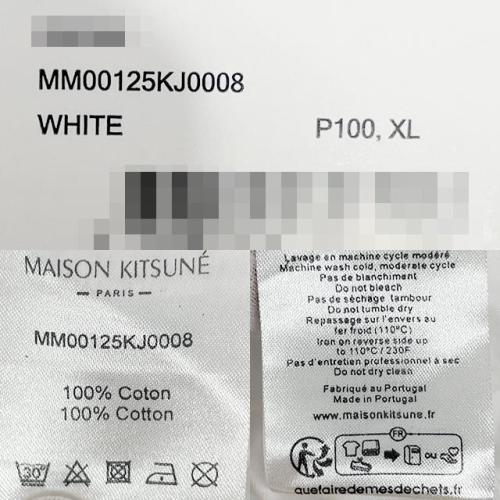 MM00125KJ0008
WHITE
P100, XL
MAISON KITSUNÉ
PARIS
MM00125KJ0008
100% Coton
100% Cotton
30°
Lavage en machine cycle modéré
Machine wash cold, moderate cycle
Pas de blanchiment
Do not bleach
Pas de sèchage tambour
Do not tumble dry
Repassage sur l'envers au
fer froid (110°C)
Iron on reverse side up
to 110°C / 230F
Pas d'entretien professionnel à sec
Do not dry clean
Fabriqué au Portugal
Made in Portugal
www.maisonkitsune.fr
FR
OU
quefairedemesdechets.fr